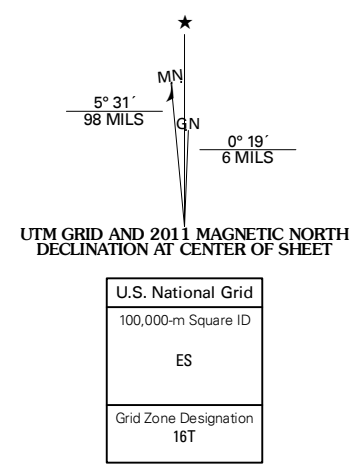 ★
MN
5° 31´
98 MILS
GN
0° 19´
6 MILS
UTM GRID AND 2011 MAGNETIC NORTH
DECLINATION AT CENTER OF SHEET
U.S. National Grid
100,000-m Square ID
ES
Grid Zone Designation
16T